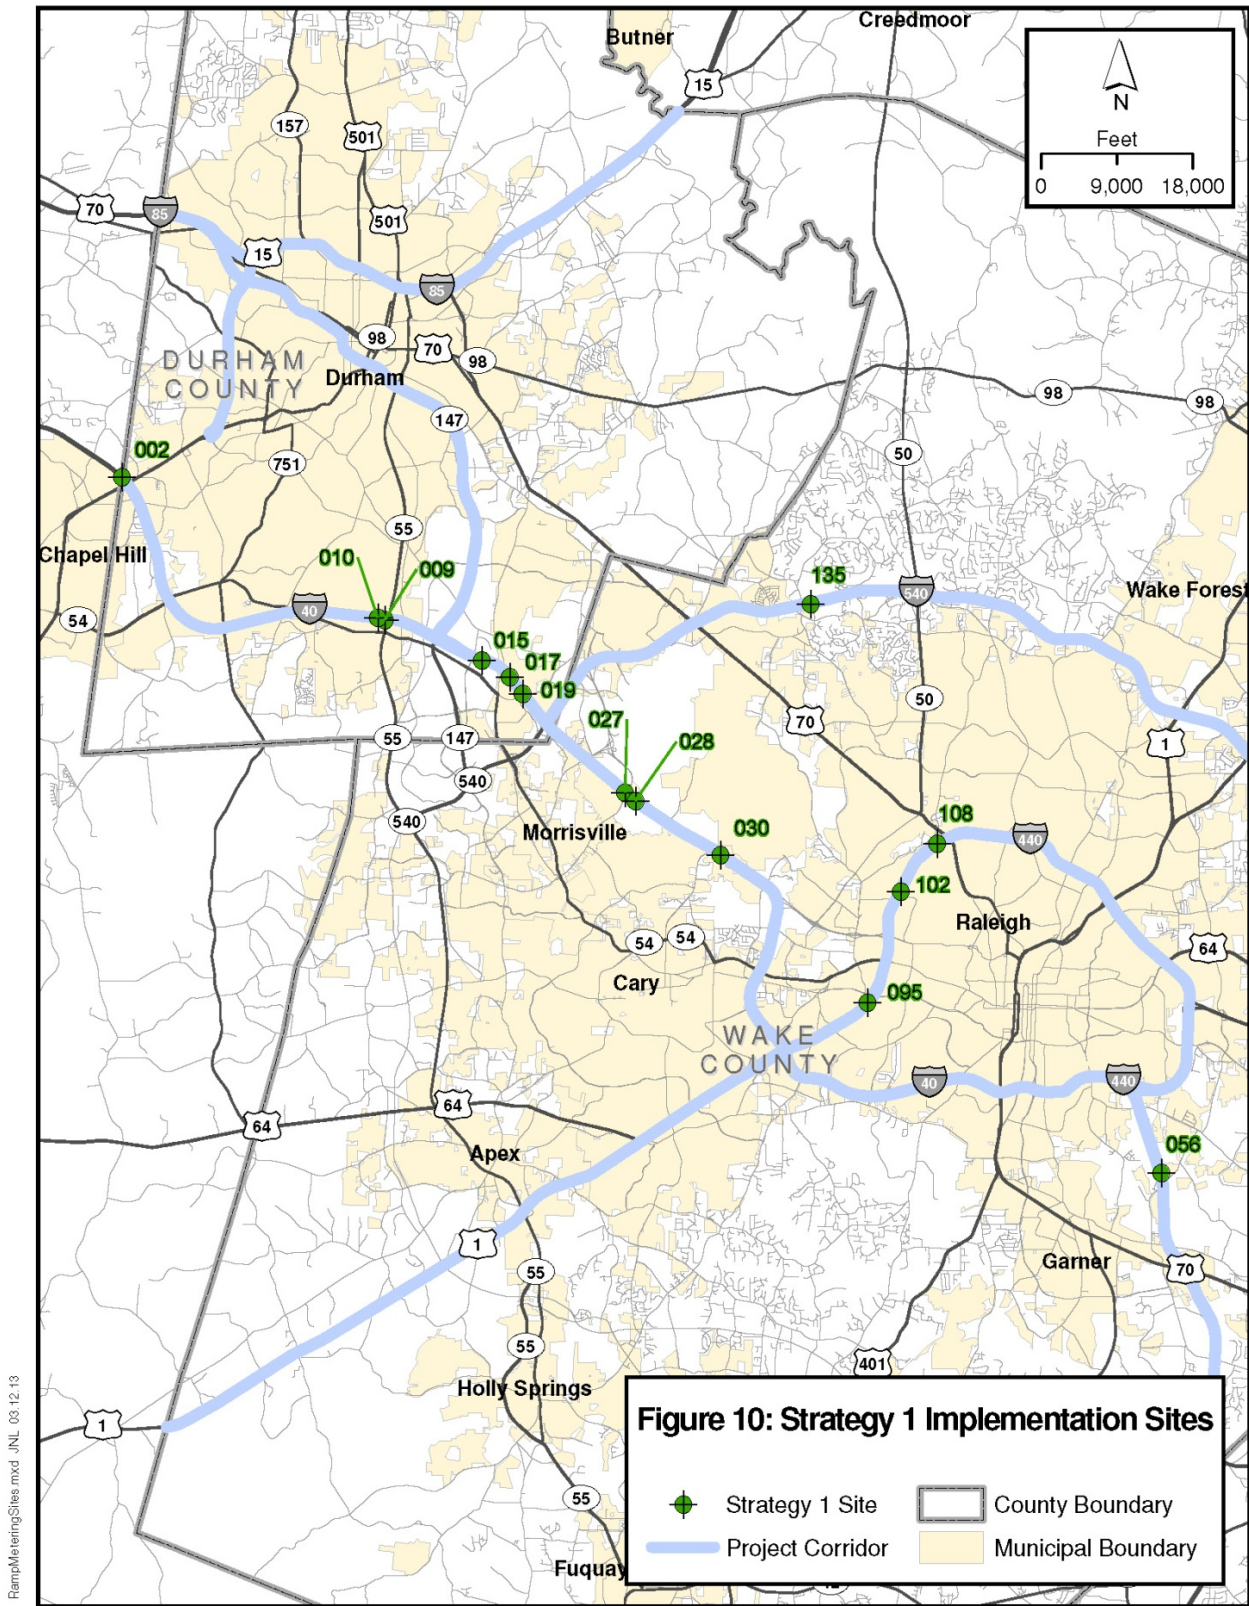 Creedmoor
Butner
15
N
Feet
0 9,000 18,000
157
501
70
85
501
15
85
98
70
98
DURHAM
COUNTY
Durham
98
98
147
002
751
50
55
Chapel Hill
010
009
135
540
Wake Forest
40
54
015
017
019
50
027
70
028
1
55
147
540
540
Morrisville
108
440
030
102
Raleigh
54
54
64
Cary
095
WAKE
COUNTY
40
440
64
64
Apex
056
1
Garner
70
55
55
401
Holly Springs
1
55
Fuquay
Figure 10: Strategy 1 Implementation Sites
Strategy 1 Site
County Boundary
Project Corridor
Municipal Boundary
RampMeteringSites.mxd JNL 03.12.13